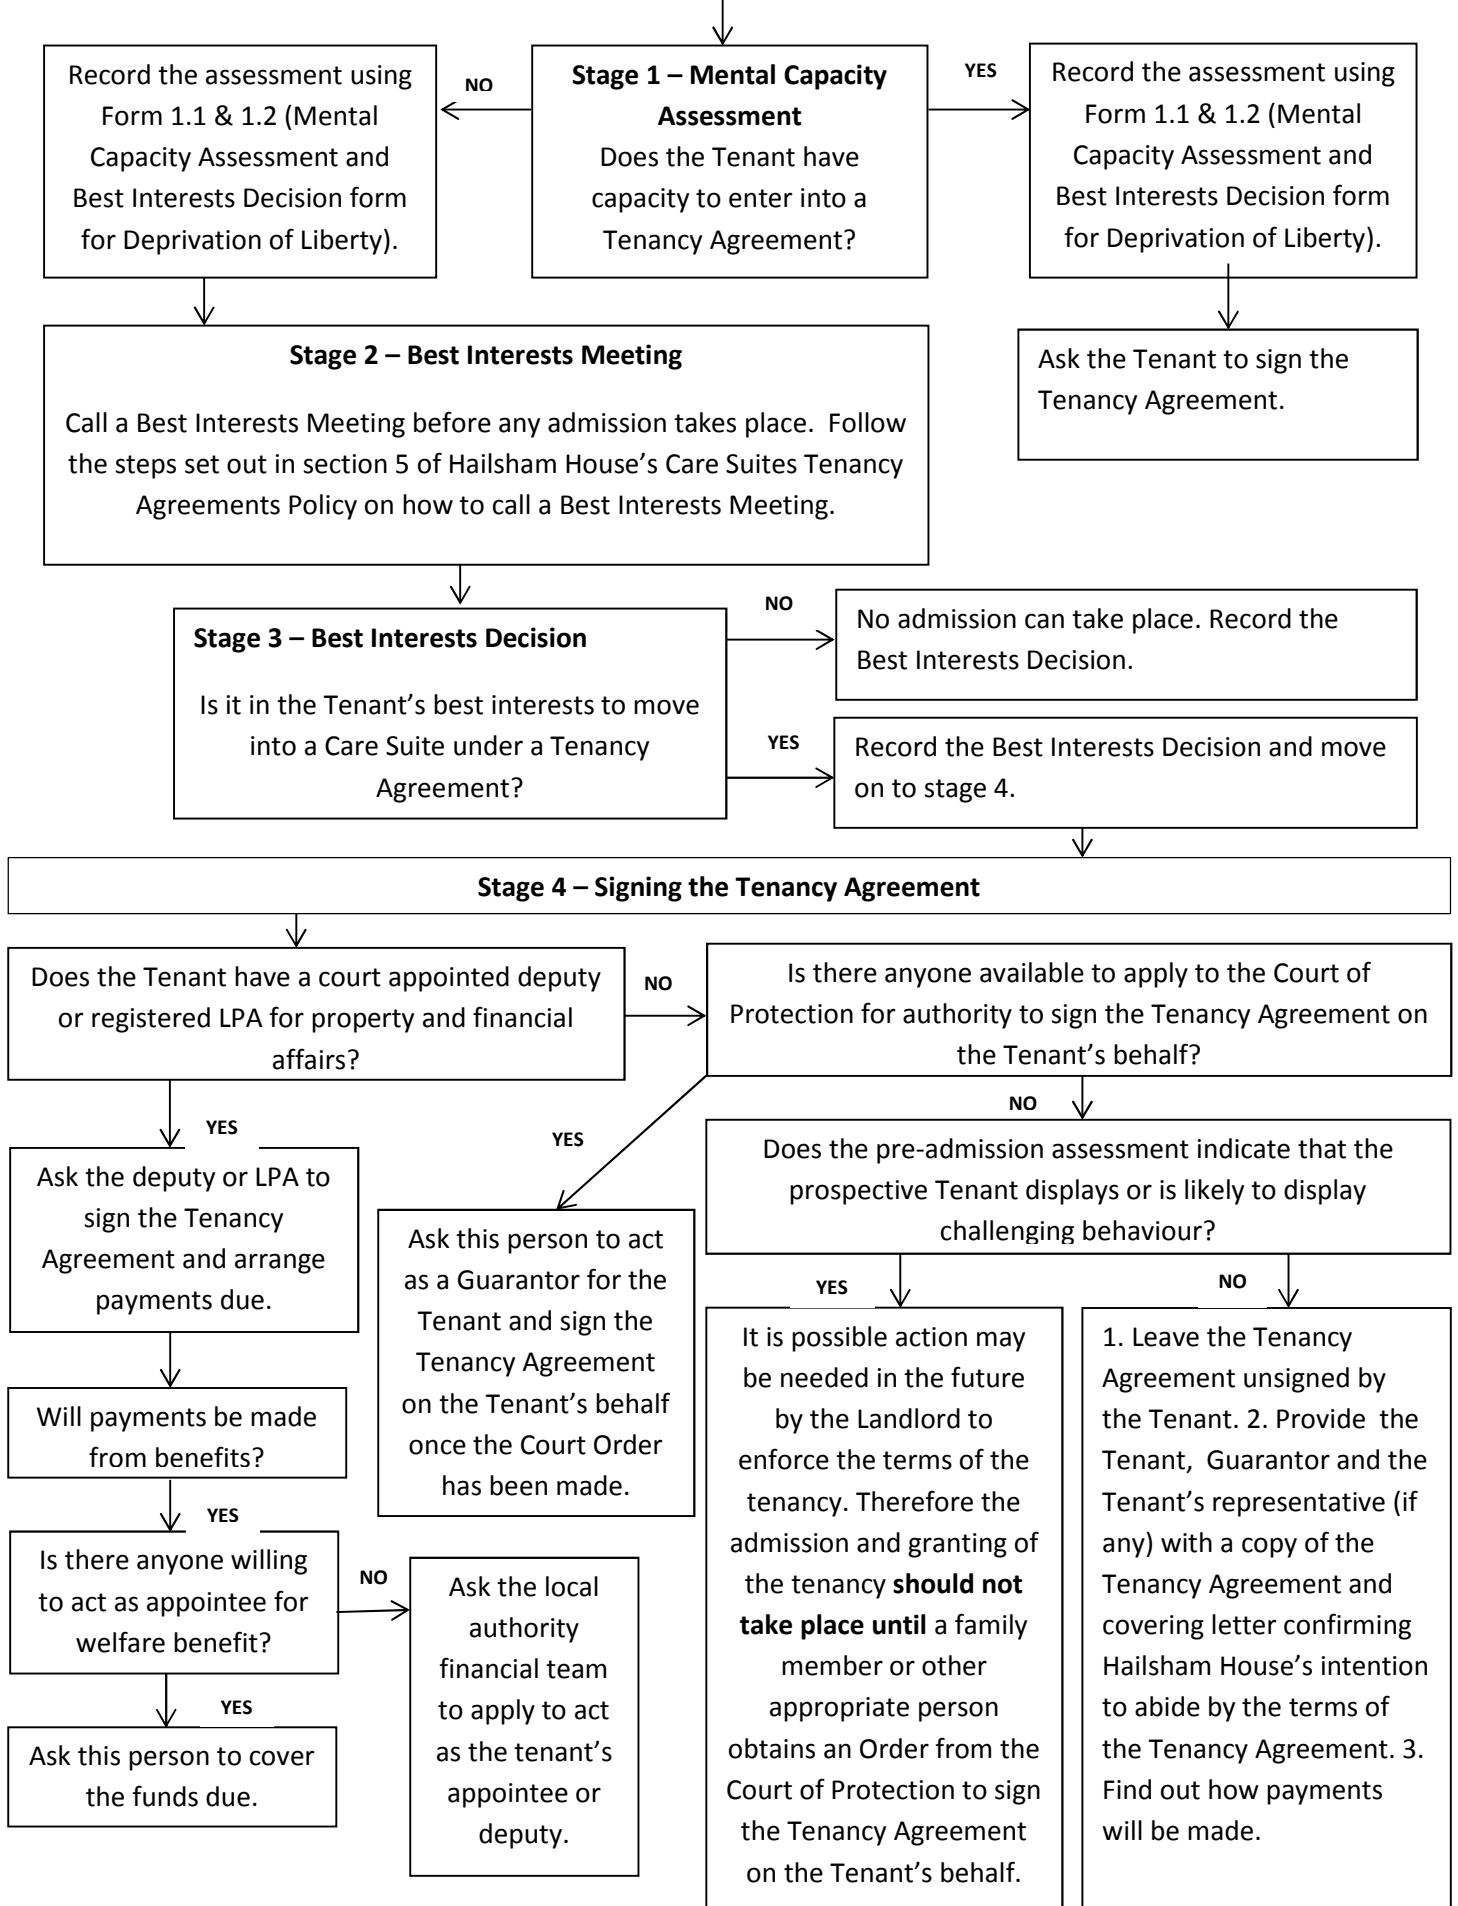 Record the assessment using
Form 1.1 & 1.2 (Mental
Capacity Assessment and
Best Interests Decision form
for Deprivation of Liberty).
NO
Stage 1 – Mental Capacity
Assessment
Does the Tenant have
capacity to enter into a
Tenancy Agreement?
YES
Record the assessment using
Form 1.1 & 1.2 (Mental
Capacity Assessment and
Best Interests Decision form
for Deprivation of Liberty).
Ask the Tenant to sign the
Tenancy Agreement.
Stage 2 – Best Interests Meeting
Call a Best Interests Meeting before any admission takes place.  Follow
the steps set out in section 5 of Hailsham House’s Care Suites Tenancy
Agreements Policy on how to call a Best Interests Meeting.
Stage 3 – Best Interests Decision
Is it in the Tenant’s best interests to move
into a Care Suite under a Tenancy
Agreement?
NO
No admission can take place. Record the
Best Interests Decision.
YES
Record the Best Interests Decision and move
on to stage 4.
Stage 4 – Signing the Tenancy Agreement
Does the Tenant have a court appointed deputy
or registered LPA for property and financial
affairs?
NO
Is there anyone available to apply to the Court of
Protection for authority to sign the Tenancy Agreement on
the Tenant’s behalf?
YES
Ask the deputy or LPA to
sign the Tenancy
Agreement and arrange
payments due.
Will payments be made
from benefits?
YES
Is there anyone willing
to act as appointee for
welfare benefit?
NO
Ask the local
authority
financial team
to apply to act
as the tenant’s
appointee or
deputy.
YES
Ask this person to cover
the funds due.
YES
Ask this person to act
as a Guarantor for the
Tenant and sign the
Tenancy Agreement
on the Tenant’s behalf
once the Court Order
has been made.
NO
Does the pre-admission assessment indicate that the
prospective Tenant displays or is likely to display
challenging behaviour?
YES
It is possible action may
be needed in the future
by the Landlord to
enforce the terms of the
tenancy. Therefore the
admission and granting of
the tenancy should not
take place until a family
member or other
appropriate person
obtains an Order from the
Court of Protection to sign
the Tenancy Agreement
on the Tenant’s behalf.
NO
1. Leave the Tenancy
Agreement unsigned by
the Tenant. 2. Provide  the
Tenant,  Guarantor and the
Tenant’s representative (if
any) with a copy of the
Tenancy Agreement and
covering letter confirming
Hailsham House’s intention
to abide by the terms of
the Tenancy Agreement. 3.
Find out how payments
will be made.